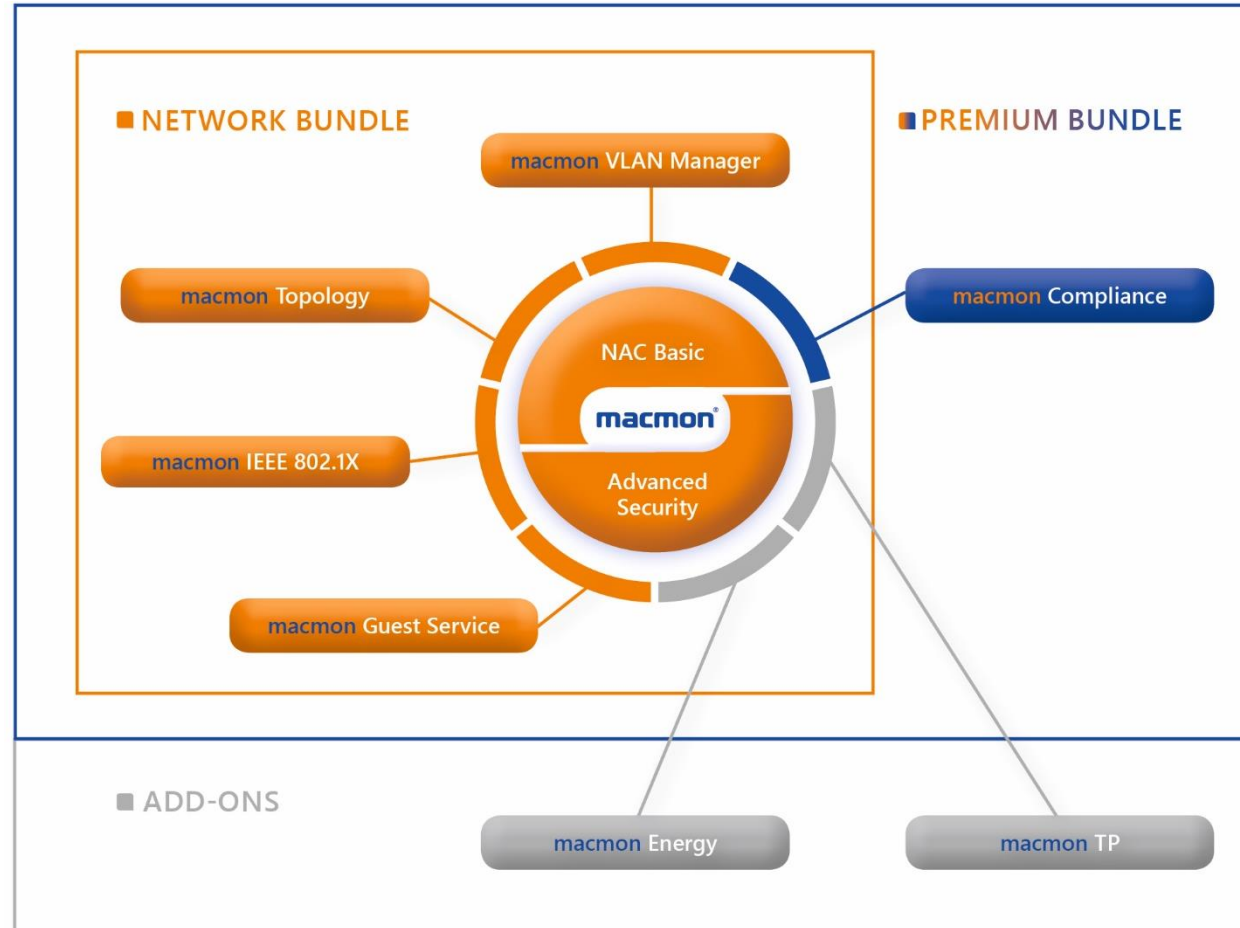 NETWORK BUNDLE
PREMIUM BUNDLE
macmon VLAN Manager
macmon Topology
macmon Compliance
NAC Basic
macmon®
macmon IEEE 802.1X
Advanced
Security
macmon Guest Service
ADD-ONS
macmon Energy
macmon TP